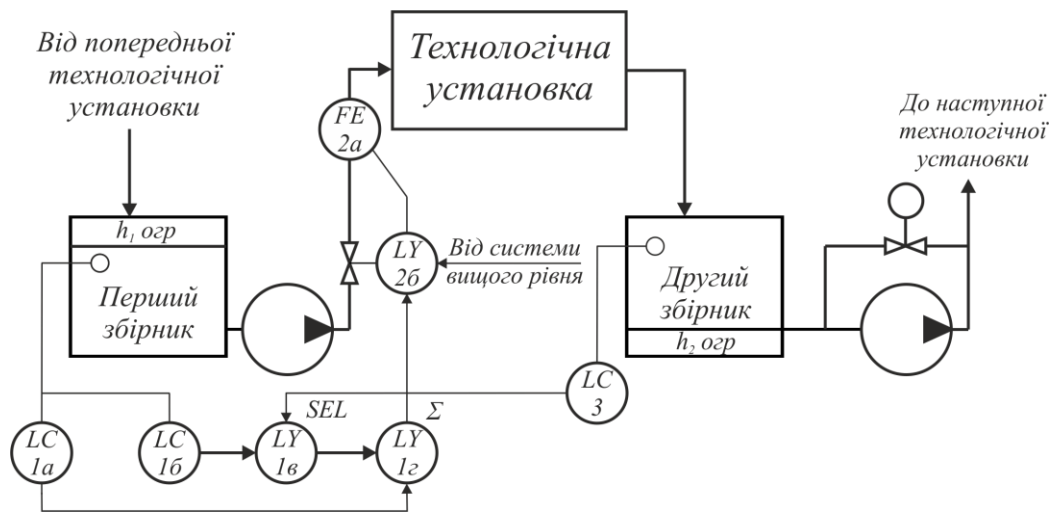 Від попередньої
технологічної
установки
Технологічна
установка
До наступної
технологічної
установки
FE
2а
h₁ огр
Перший
збірник
LY
2б
Від системи
вищого рівня
Другий
збірник
h₂ огр
LC
3
SEL
Σ
LC
1а
LC
1б
LY
1в
LY
1г